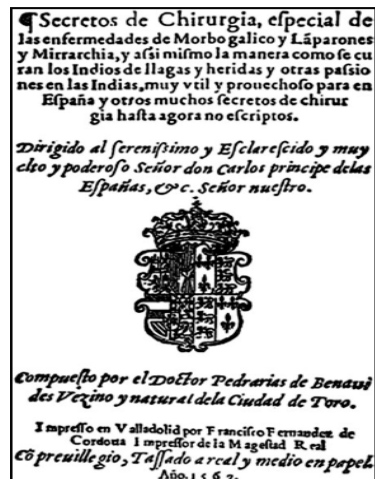 ¶Secretos de Chirurgia, eſpecial de
las enfermedades de Morbo galico y Lãparones
y Mirrarchia, y aſsi miſmo la manera como ſe cu
ran los Indios de llagas y heridas y otras paſsio
nes en las Indias, muy vtil y prouechoſo para en
Eſpaña y otros muchos ſecretos de chirur
gia haſta agora no eſcriptos.
Dirigido al ſereniſsimo y Eſclareſcido y muy
alto y poderoſo Señor don Carlos principe delas
Eſpañas, &c. Señor nueſtro.
Compueſto por el Doctor Pedrarias de Benaui
des Vezino y natural dela Ciudad de Toro.
Impreſſo en Valladolid por Franciſco Fernandez de
Cordoua Impreſſor de la Mageſtad Real
Cõ preuillegio, Taſſado a real y medio en papel.
Año. 1567.